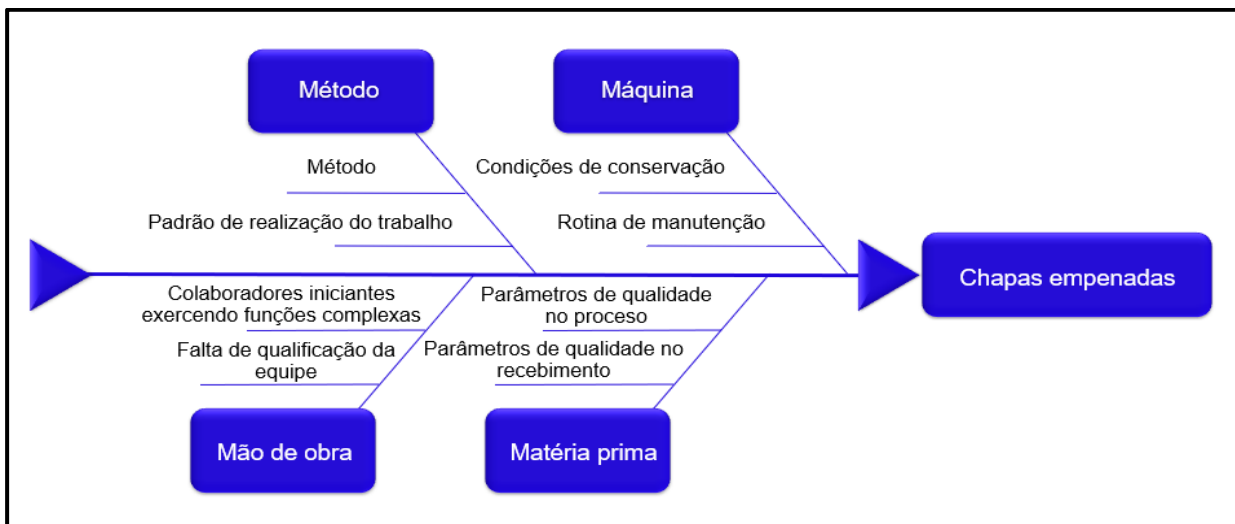 Método
Máquina
Método
Condições de conservação
Padrão de realização do trabalho
Rotina de manutenção
Chapas empenadas
Colaboradores iniciantes
exercendo funções complexas
Parâmetros de qualidade
no proceso
Falta de qualificação da
equipe
Parâmetros de qualidade no
recebimento
Mão de obra
Matéria prima